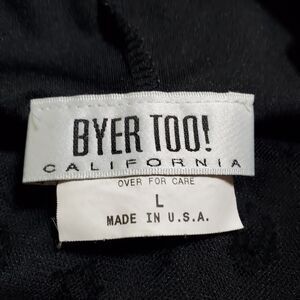 BYER TOO!
CALIFORNIA
OVER FOR CARE
L
MADE IN U.S.A.